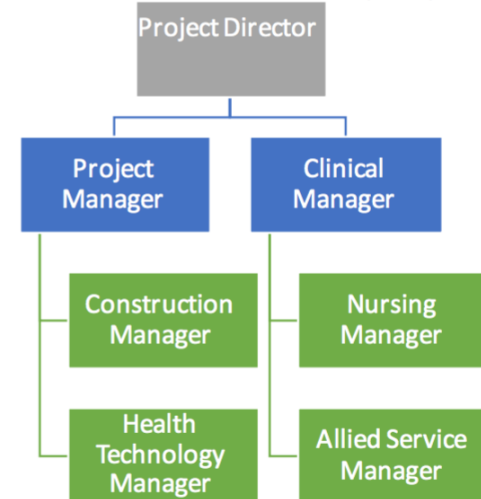 Project Director
Project
Manager
Clinical
Manager
Construction
Manager
Nursing
Manager
Health
Technology
Manager
Allied Service
Manager